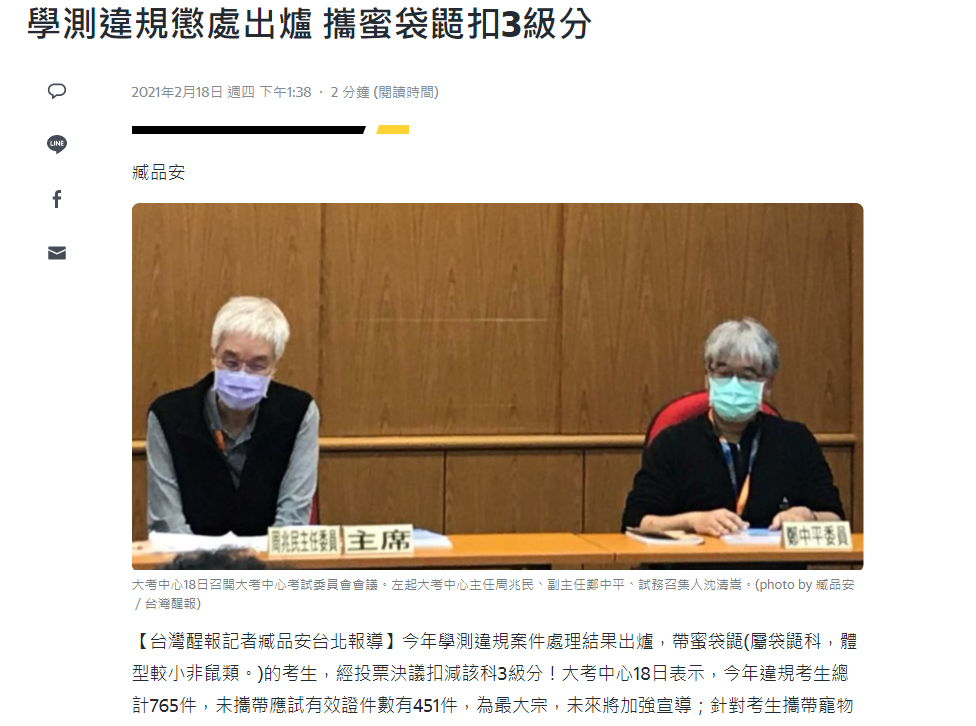 學測違規懲處出爐 攜蜜袋鼯扣3級分
2021年2月18日 週四 下午1:38 · 2 分鐘 (閱讀時間)
LINE
臧品安
周兆民主任委員
主席
鄭中平委員
大考中心18日召開大考中心考試委員會會議。左起大考中心主任周兆民、副主任鄭中平、試務召集人沈清嵩。(photo by 臧品安
/ 台灣醒報)
【台灣醒報記者臧品安台北報導】今年學測違規案件處理結果出爐，帶蜜袋鼯(屬袋鼯科，體
型較小非鼠類。)的考生，經投票決議扣減該科3級分！大考中心18日表示，今年違規考生總
計765件，未攜帶應試有效證件數有451件，為最大宗，未來將加強宣導；針對考生攜帶寵物